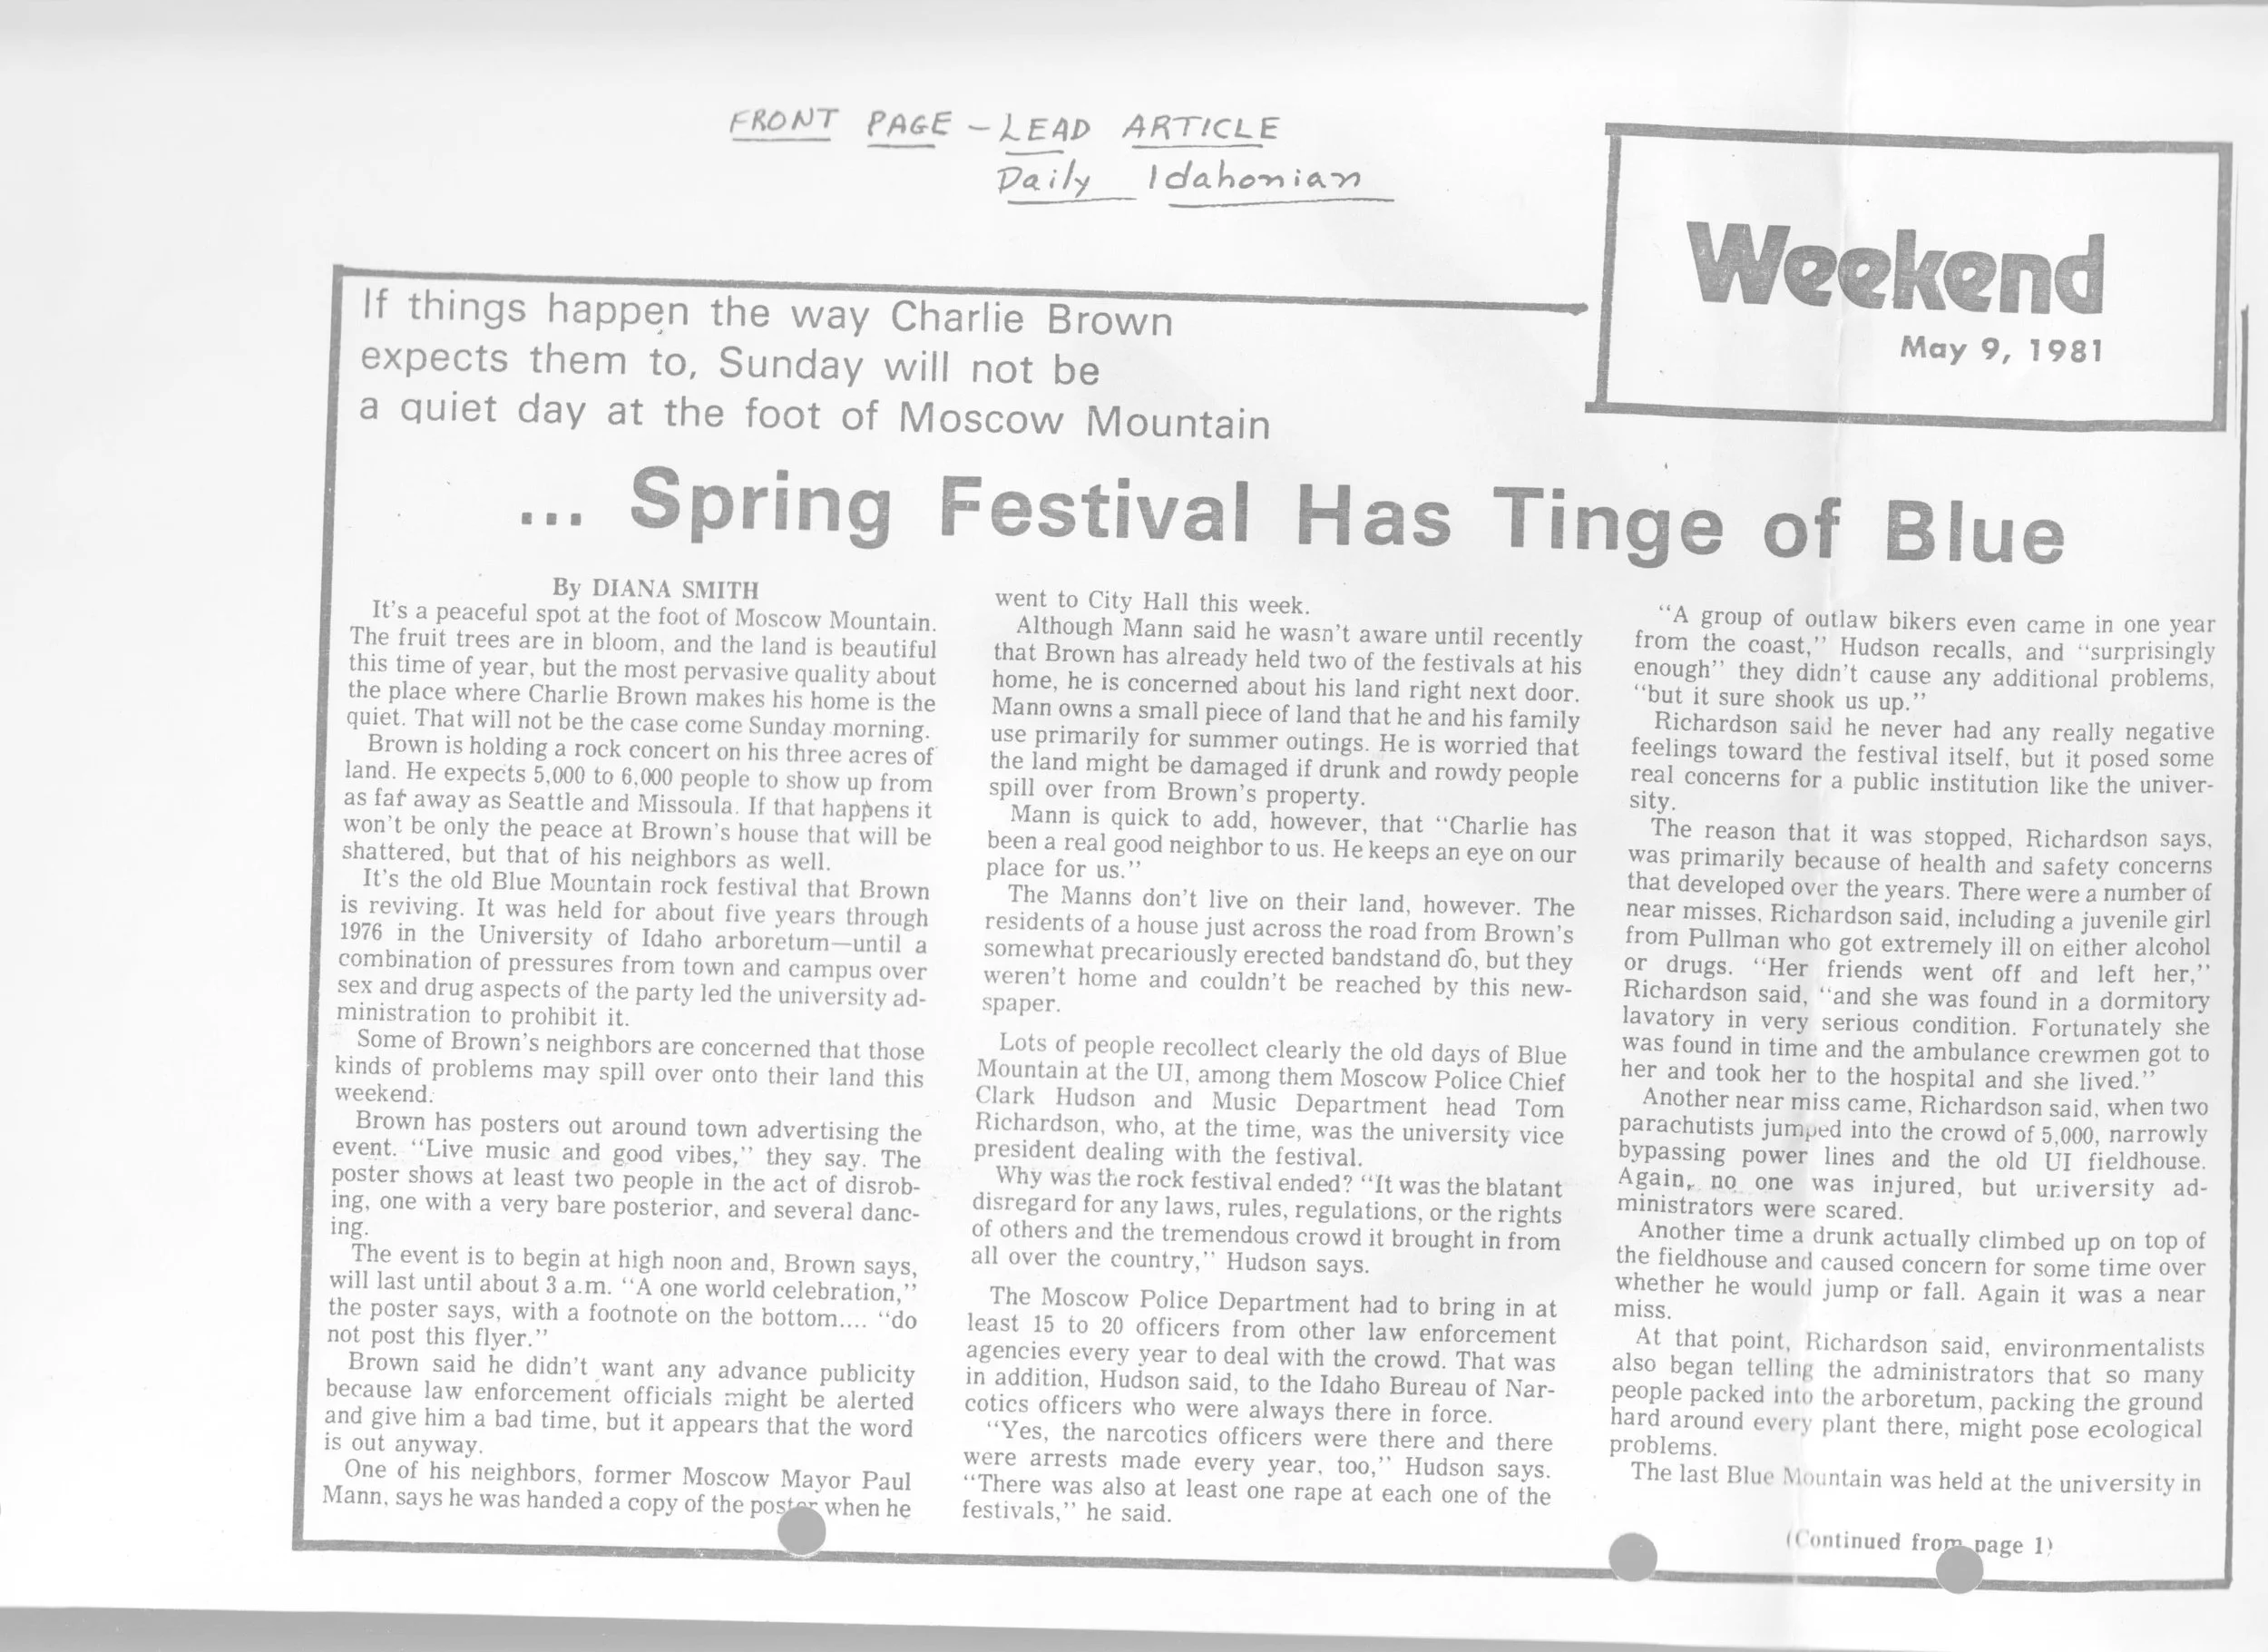 FRONT PAGE - LEAD ARTICLE
Daily Idahonian
Weekend
May 9, 1981
If things happen the way Charlie Brown
expects them to, Sunday will not be
a quiet day at the foot of Moscow Mountain
... Spring Festival Has Tinge of Blue
By DIANA SMITH
It's a peaceful spot at the foot of Moscow Mountain.
The fruit trees are in bloom, and the land is beautiful
this time of year, but the most pervasive quality about
the place where Charlie Brown makes his home is the
quiet. That will not be the case come Sunday morning.
Brown is holding a rock concert on his three acres of
land. He expects 5,000 to 6,000 people to show up from
as far away as Seattle and Missoula. If that happens it
won't be only the peace at Brown's house that will be
shattered, but that of his neighbors as well.
It's the old Blue Mountain rock festival that Brown
is reviving. It was held for about five years through
1976 in the University of Idaho arboretum—until a
combination of pressures from town and campus over
sex and drug aspects of the party led the university ad-
ministration to prohibit it.
Some of Brown's neighbors are concerned that those
kinds of problems may spill over onto their land this
weekend.
Brown has posters out around town advertising the
event. "Live music and good vibes," they say. The
poster shows at least two people in the act of disrob-
ing, one with a very bare posterior, and several danc-
ing.
The event is to begin at high noon and, Brown says,
will last until about 3 a.m. "A one world celebration,"
the poster says, with a footnote on the bottom.... "do
not post this flyer."
Brown said he didn't want any advance publicity
because law enforcement officials might be alerted
and give him a bad time, but it appears that the word
is out anyway.
One of his neighbors, former Moscow Mayor Paul
Mann, says he was handed a copy of the poster when he
went to City Hall this week.
Although Mann said he wasn't aware until recently
that Brown has already held two of the festivals at his
home, he is concerned about his land right next door.
Mann owns a small piece of land that he and his family
use primarily for summer outings. He is worried that
the land might be damaged if drunk and rowdy people
spill over from Brown's property.
Mann is quick to add, however, that "Charlie has
been a real good neighbor to us. He keeps an eye on our
place for us."
The Manns don't live on their land, however. The
residents of a house just across the road from Brown's
somewhat precariously erected bandstand do, but they
weren't home and couldn't be reached by this new-
spaper.
Lots of people recollect clearly the old days of Blue
Mountain at the UI, among them Moscow Police Chief
Clark Hudson and Music Department head Tom
Richardson, who, at the time, was the university vice
president dealing with the festival.
Why was the rock festival ended? "It was the blatant
disregard for any laws, rules, regulations, or the rights
of others and the tremendous crowd it brought in from
all over the country," Hudson says.
The Moscow Police Department had to bring in at
least 15 to 20 officers from other law enforcement
agencies every year to deal with the crowd. That was
in addition, Hudson said, to the Idaho Bureau of Nar-
cotics officers who were always there in force.
"Yes, the narcotics officers were there and there
were arrests made every year, too," Hudson says.
"There was also at least one rape at each one of the
festivals," he said.
"A group of outlaw bikers even came in one year
from the coast," Hudson recalls, and "surprisingly
enough" they didn't cause any additional problems,
"but it sure shook us up."
Richardson said he never had any really negative
feelings toward the festival itself, but it posed some
real concerns for a public institution like the univer-
sity.
The reason that it was stopped, Richardson says,
was primarily because of health and safety concerns
that developed over the years. There were a number of
near misses, Richardson said, including a juvenile girl
from Pullman who got extremely ill on either alcohol
or drugs. "Her friends went off and left her,"
Richardson said, "and she was found in a dormitory
lavatory in very serious condition. Fortunately she
was found in time and the ambulance crewmen got to
her and took her to the hospital and she lived."
Another near miss came, Richardson said, when two
parachutists jumped into the crowd of 5,000, narrowly
bypassing power lines and the old UI fieldhouse.
Again, no one was injured, but university ad-
ministrators were scared.
Another time a drunk actually climbed up on top of
the fieldhouse and caused concern for some time over
whether he would jump or fall. Again it was a near
miss.
At that point, Richardson said, environmentalists
also began telling the administrators that so many
people packed into the arboretum, packing the ground
hard around every plant there, might pose ecological
problems.
The last Blue Mountain was held at the university in
(Continued from page 1)